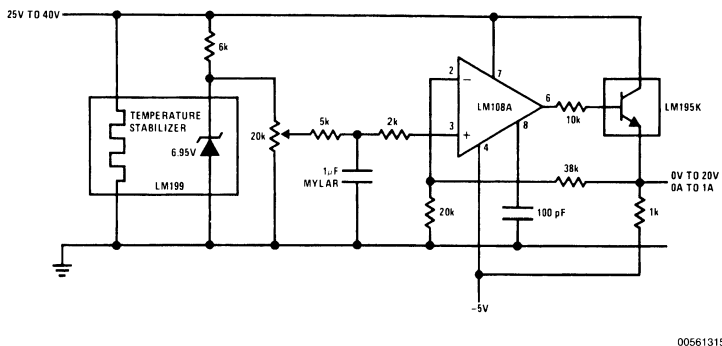 25V TO 40V
6k
2
7
TEMPERATURE
STABILIZER
6.95V
LM199
20k
5k
2k
3
LM108A
6
10k
LM195K
4
8
1μF
MYLAR
38k
0V TO 20V
0A TO 1A
20k
100 pF
1k
−5V
00561315